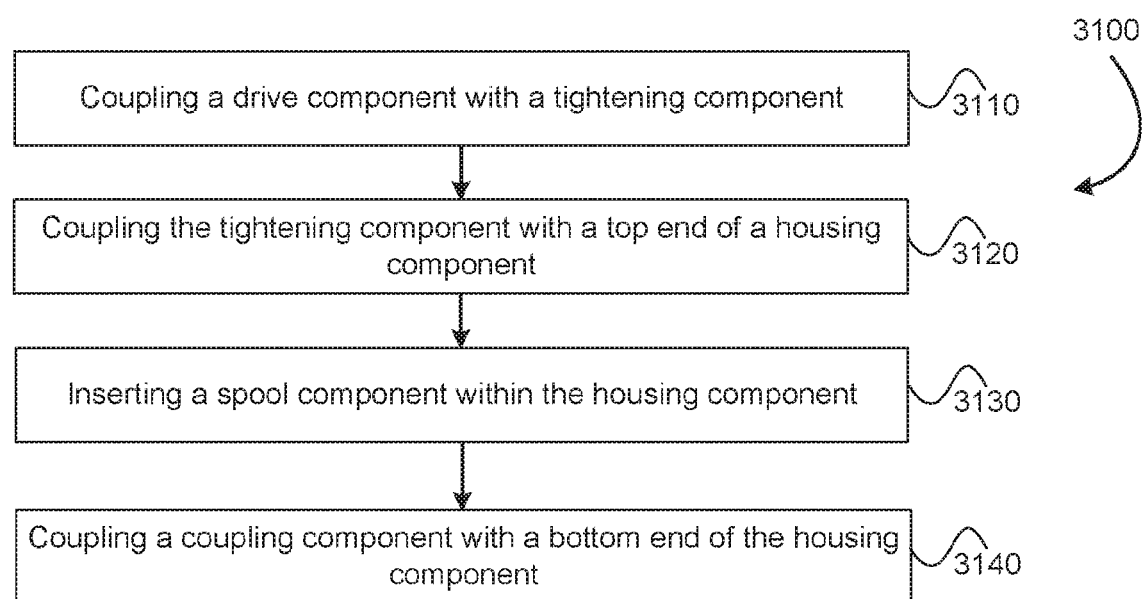 3100
Coupling a drive component with a tightening component
3110
Coupling the tightening component with a top end of a housing
component
3120
Inserting a spool component within the housing component
3130
Coupling a coupling component with a bottom end of the housing
component
3140